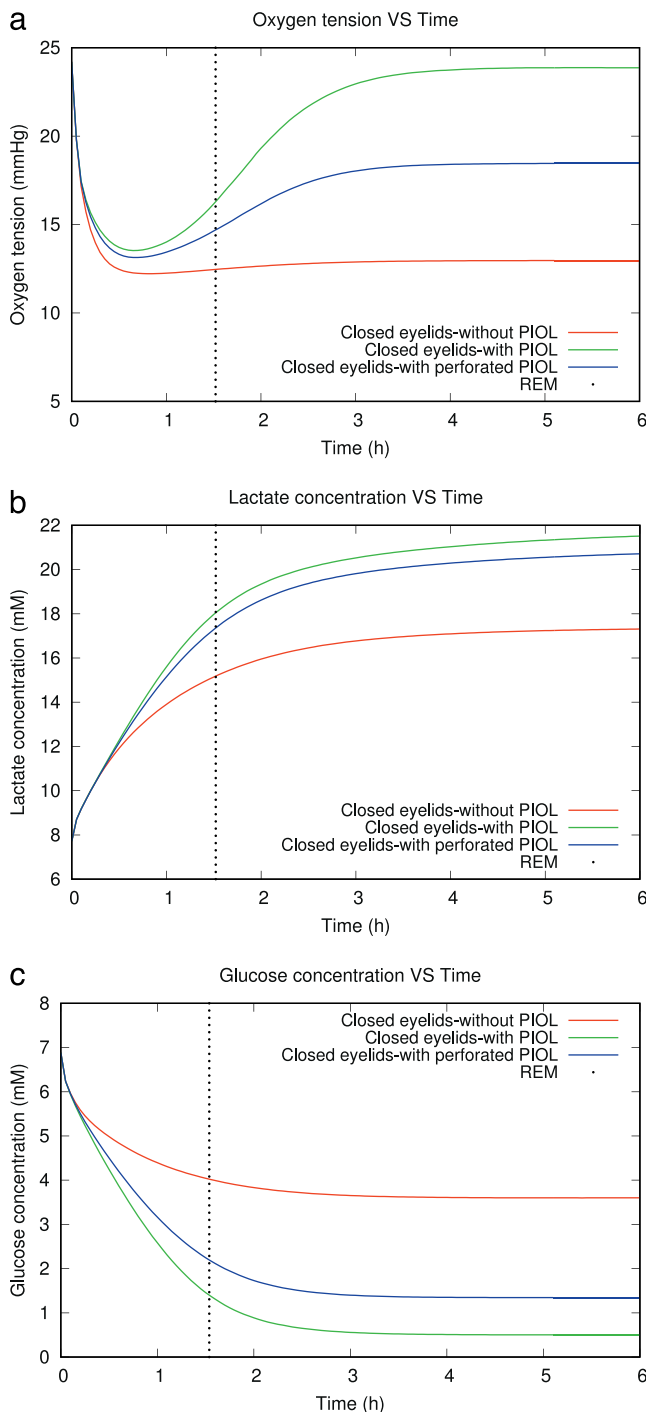 a
Oxygen tension VS Time
25
20
15
10
5
Oxygen tension (mmHg)
Closed eyelids-without PIOL
Closed eyelids-with PIOL
Closed eyelids-with perforated PIOL
REM
0 1 2 3 4 5 6
Time (h)
b
Lactate concentration VS Time
22
20
18
16
14
12
10
8
6
Lactate concentration (mM)
Closed eyelids-without PIOL
Closed eyelids-with PIOL
Closed eyelids-with perforated PIOL
REM
0 1 2 3 4 5 6
Time (h)
c
Glucose concentration VS Time
8
7
6
5
4
3
2
1
0
Glucose concentration (mM)
Closed eyelids-without PIOL
Closed eyelids-with PIOL
Closed eyelids-with perforated PIOL
REM
0 1 2 3 4 5 6
Time (h)